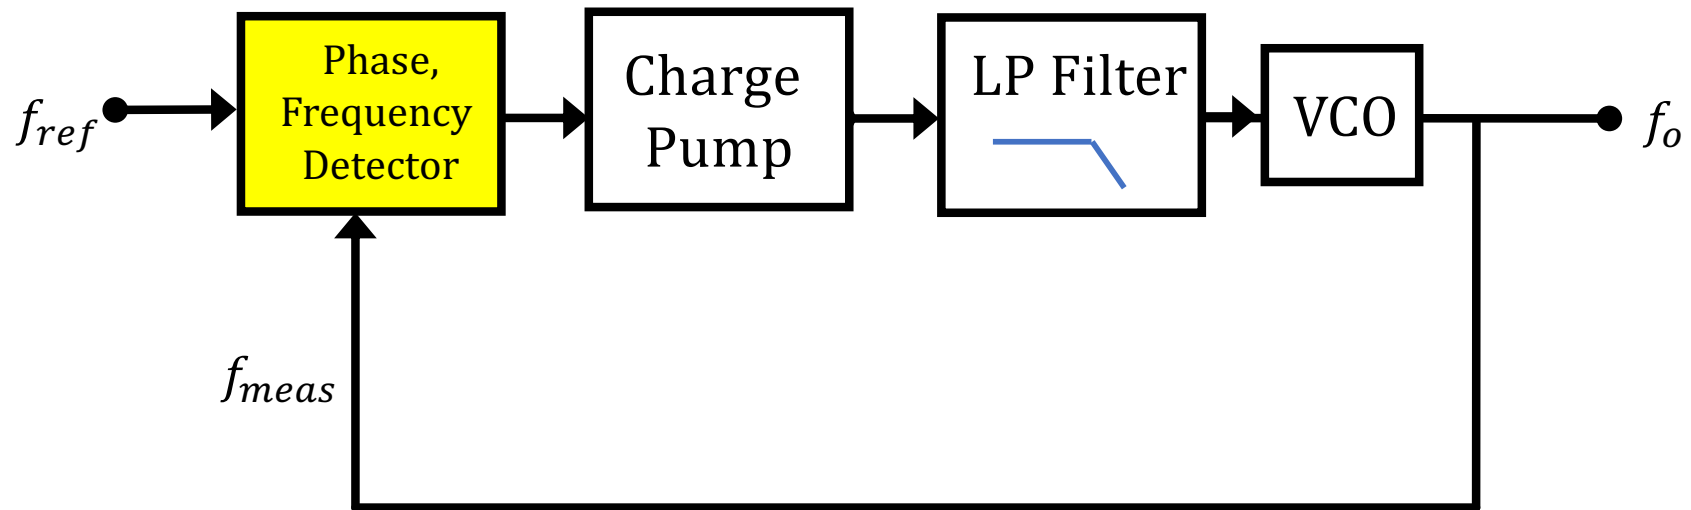 Phase,
Frequency
Detector
Charge
Pump
LP Filter
VCO
f_ref
f_o
f_meas